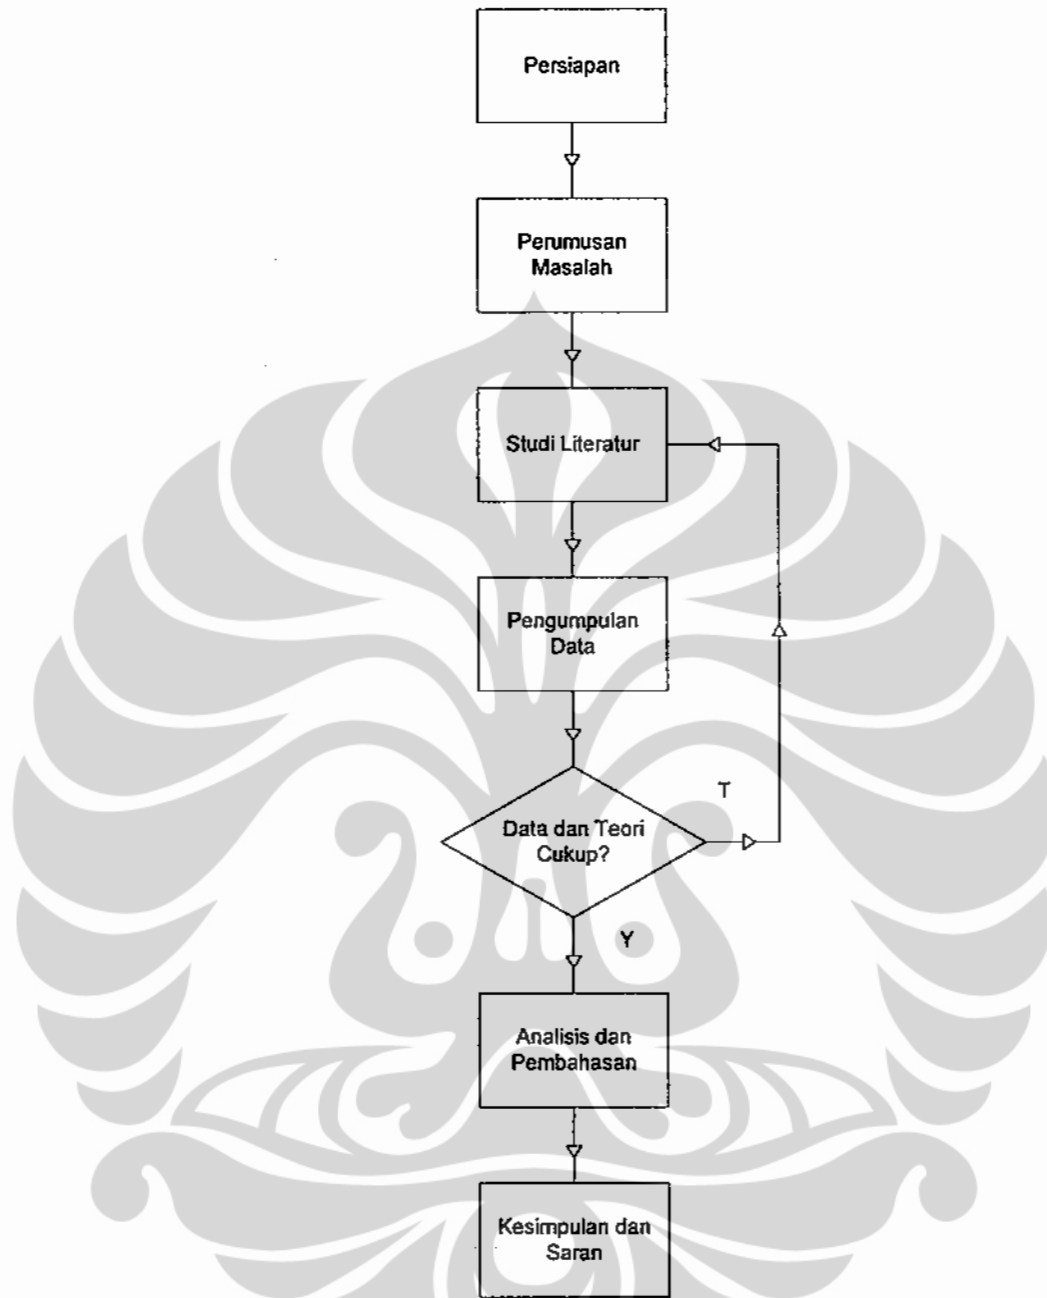 Persiapan
Perumusan
Masalah
Studi Literatur
Pengumpulan
Data
T
Data dan Teori
Cukup?
Y
Analisis dan
Pembahasan
Kesimpulan dan
Saran